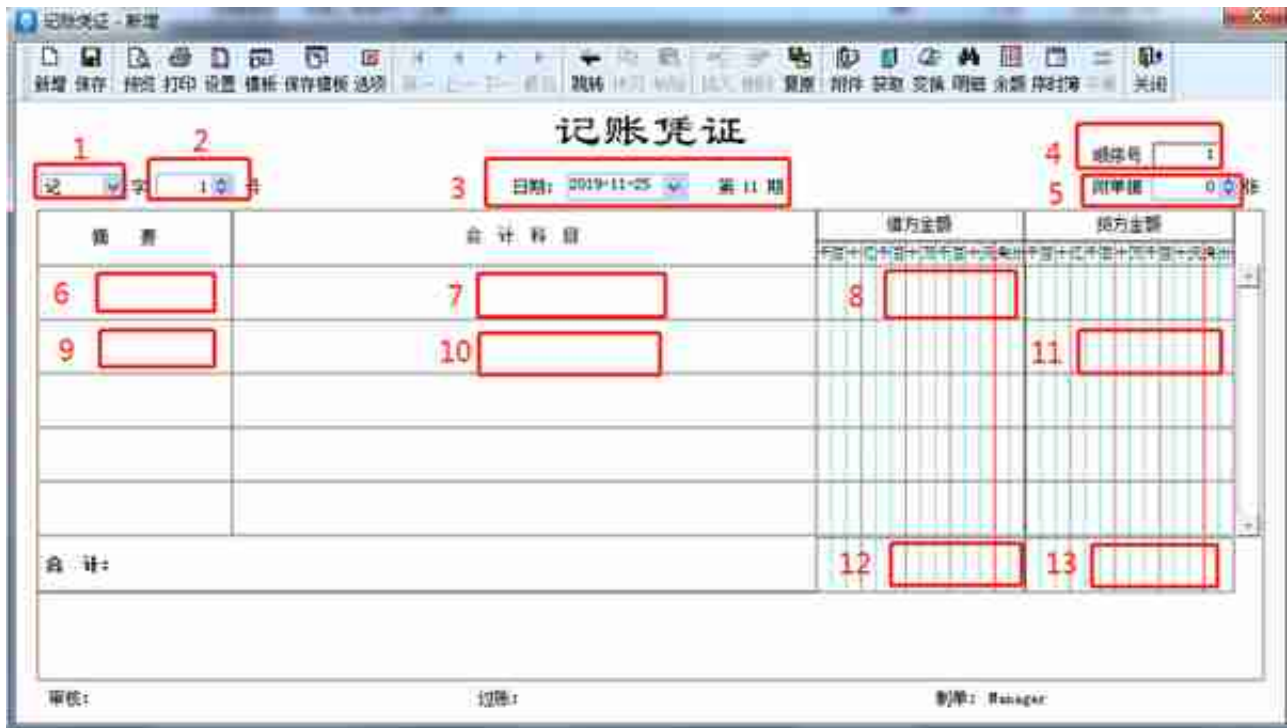 记账凭证 - 新增
新增 保存 预览 打印 设置 模板 保存模板 选项 跳转 复原 附件 获取 变换 明细 余额 序时簿 关闭
记账凭证
1 2 4 顺序号 1
记 字 1 号 3 日期: 2019-11-25 第 11 期 5 附单据 0 张
摘 要 会 计 科 目 借方金额 贷方金额
6 7 8
9 10 11
合 计: 12 13
审核: 过账: 制单: Manager